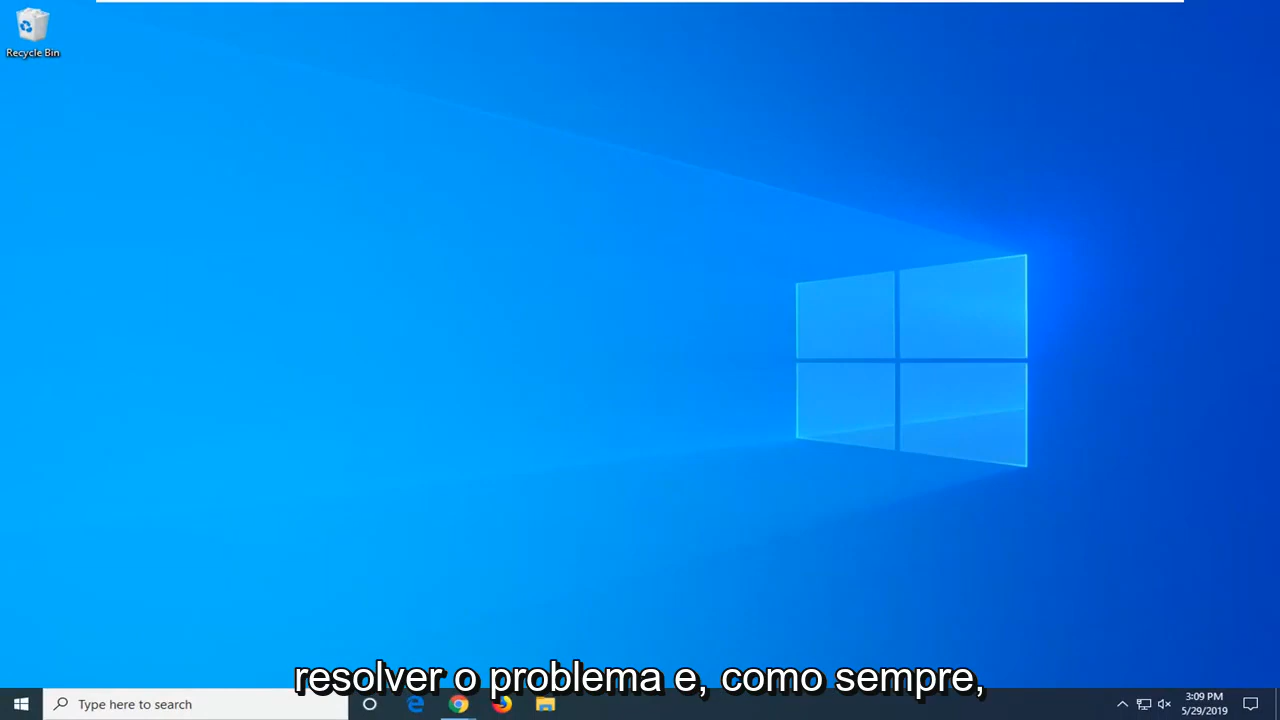 Recycle Bin
resolver o problema e, como sempre,
Type here to search
3:09 PM
5/29/2019